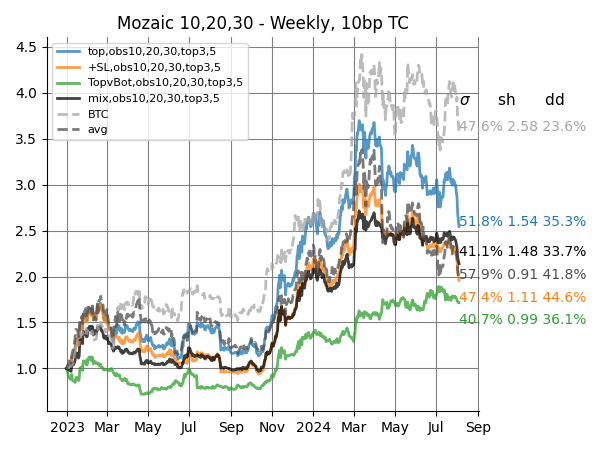 Mozaic 10,20,30 - Weekly, 10bp TC
top,obs10,20,30,top3,5
+SL,obs10,20,30,top3,5
TopvBot,obs10,20,30,top3,5
mix,obs10,20,30,top3,5
BTC
avg
4.5
4.0
3.5
3.0
2.5
2.0
1.5
1.0
σ sh dd
47.6% 2.58 23.6%
51.8% 1.54 35.3%
41.1% 1.48 33.7%
57.9% 0.91 41.8%
47.4% 1.11 44.6%
40.7% 0.99 36.1%
2023 Mar May Jul Sep Nov 2024 Mar May Jul Sep